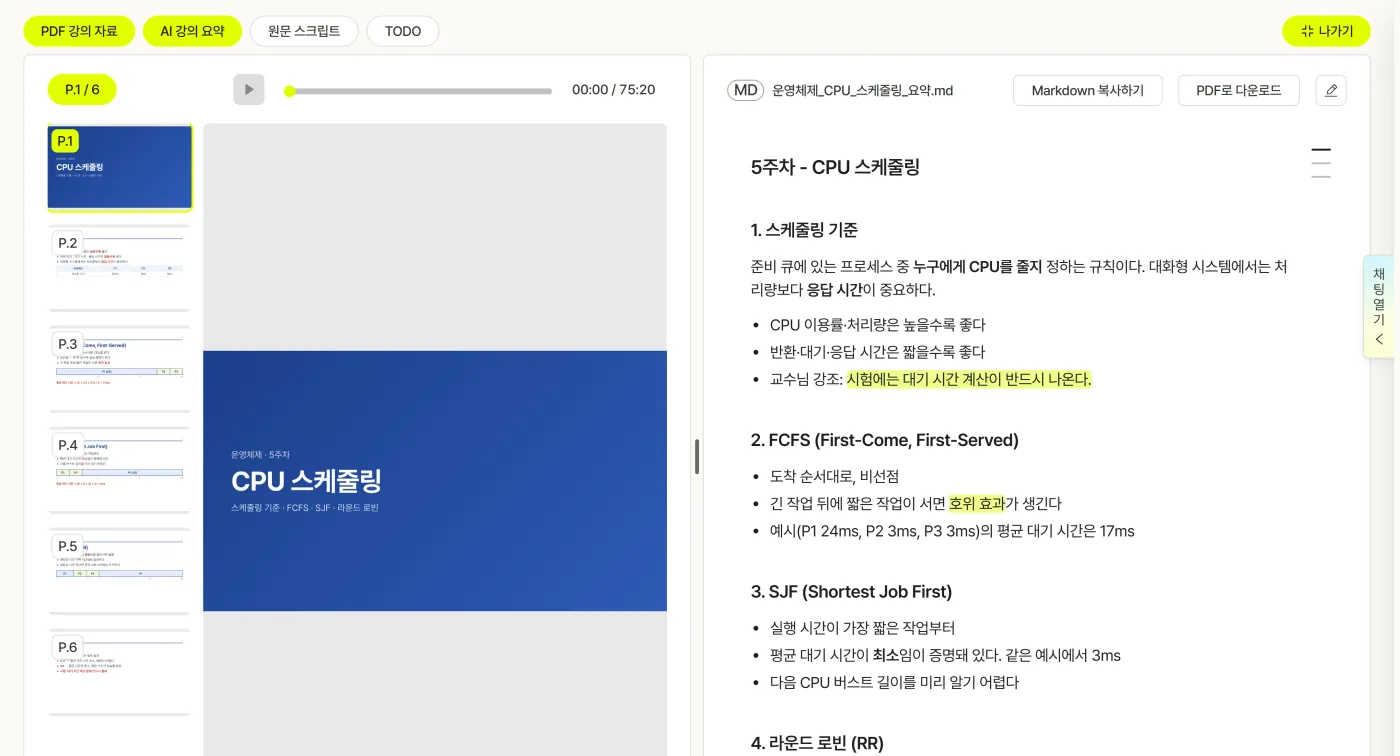 PDF 강의 자료
AI 강의 요약
원문 스크립트
TODO
나가기
P.1 / 6
00:00 / 75:20
P.1
CPU 스케줄링
P.2
P.3
P.4
P.5
P.6
운영체제 · 5주차
CPU 스케줄링
스케줄링 기준 · FCFS · SJF · 라운드 로빈
MD
운영체제_CPU_스케줄링_요약.md
Markdown 복사하기
PDF로 다운로드
5주차 - CPU 스케줄링
1. 스케줄링 기준
준비 큐에 있는 프로세스 중 누구에게 CPU를 줄지 정하는 규칙이다. 대화형 시스템에서는 처
리량보다 응답 시간이 중요하다.
• CPU 이용률·처리량은 높을수록 좋다
• 반환·대기·응답 시간은 짧을수록 좋다
• 교수님 강조: 시험에는 대기 시간 계산이 반드시 나온다.
2. FCFS (First-Come, First-Served)
• 도착 순서대로, 비선점
• 긴 작업 뒤에 짧은 작업이 서면 호위 효과가 생긴다
• 예시(P1 24ms, P2 3ms, P3 3ms)의 평균 대기 시간은 17ms
3. SJF (Shortest Job First)
• 실행 시간이 가장 짧은 작업부터
• 평균 대기 시간이 최소임이 증명돼 있다. 같은 예시에서 3ms
• 다음 CPU 버스트 길이를 미리 알기 어렵다
4. 라운드 로빈 (RR)
채팅열기